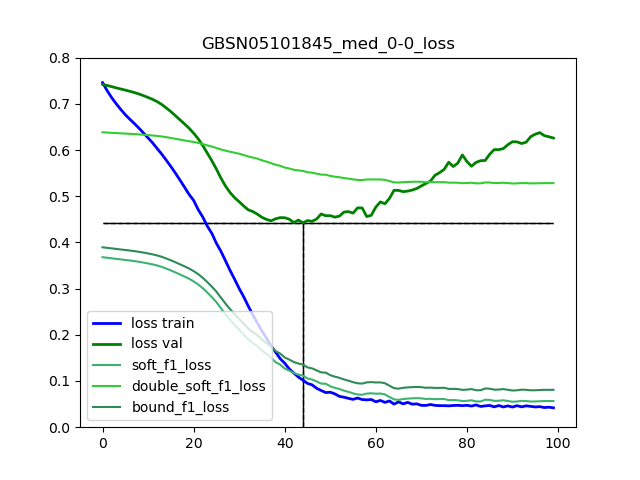 GBSN05101845_med_0-0_loss
0.8
0.7
0.6
0.5
0.4
0.3
0.2
0.1
0.0
loss train
loss val
soft_f1_loss
double_soft_f1_loss
bound_f1_loss
0 20 40 60 80 100